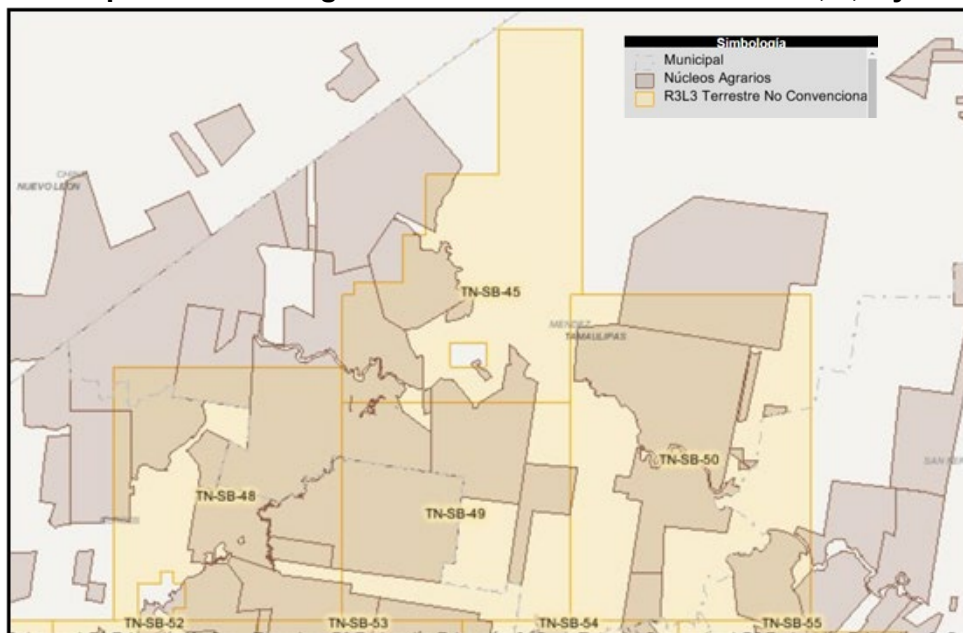 Simbología
Municipal
Núcleos Agrarios
R3L3 Terrestre No Convenciona
NUEVO LEON
TN-SB-45
MENDEZ
TAMAULIPAS
TN-SB-50
TN-SB-48
TN-SB-49
TN-SB-52
TN-SB-53
TN-SB-54
TN-SB-55